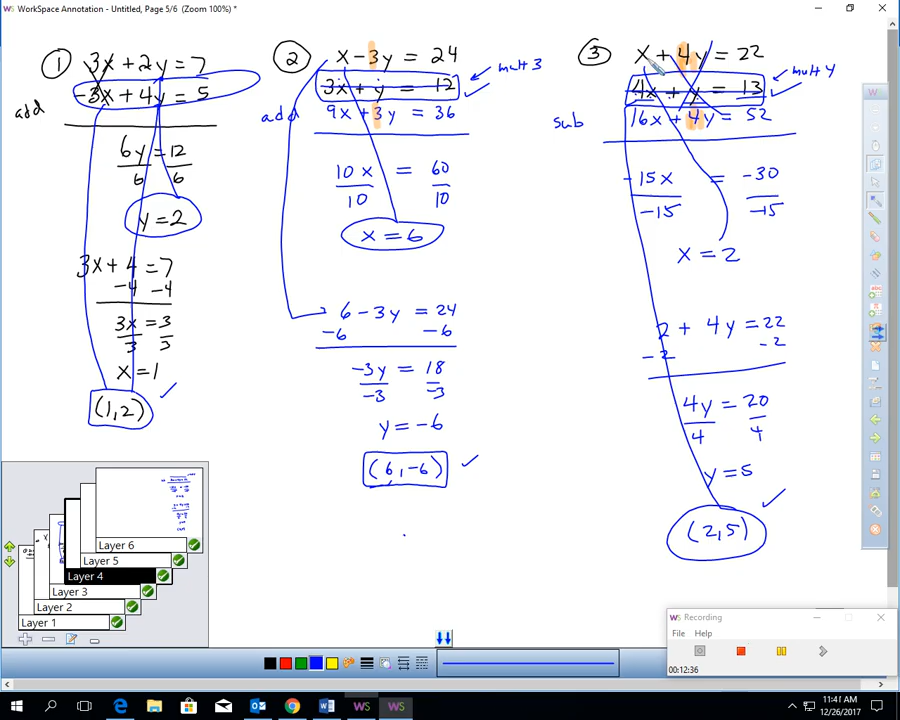 WorkSpace Annotation - Untitled, Page 5/6 (Zoom 100%) *
① 3x + 2y = 7
-3x + 4y = 5
add
6y = 12
6 6
y = 2
3x + 4 = 7
-4 -4
3x = 3
3 3
x = 1
(1, 2) ✓
② x - 3y = 24
3x + y = 12
mult 3
add 9x + 3y = 36
10x = 60
10 10
x = 6
6 - 3y = 24
-6 -6
-3y = 18
-3 -3
y = -6
(6, -6) ✓
③ x + 4y = 22
4x + y = 13
mult 4
sub 16x + 4y = 52
-15x = -30
-15 -15
x = 2
2 + 4y = 22
-2 -2
4y = 20
4 4
y = 5
(2, 5) ✓
Layer 6
Layer 5
Layer 4
Layer 3
Layer 2
Layer 1
WS Recording
File Help
00:12:36
WS WS
11:41 AM
12/26/2017